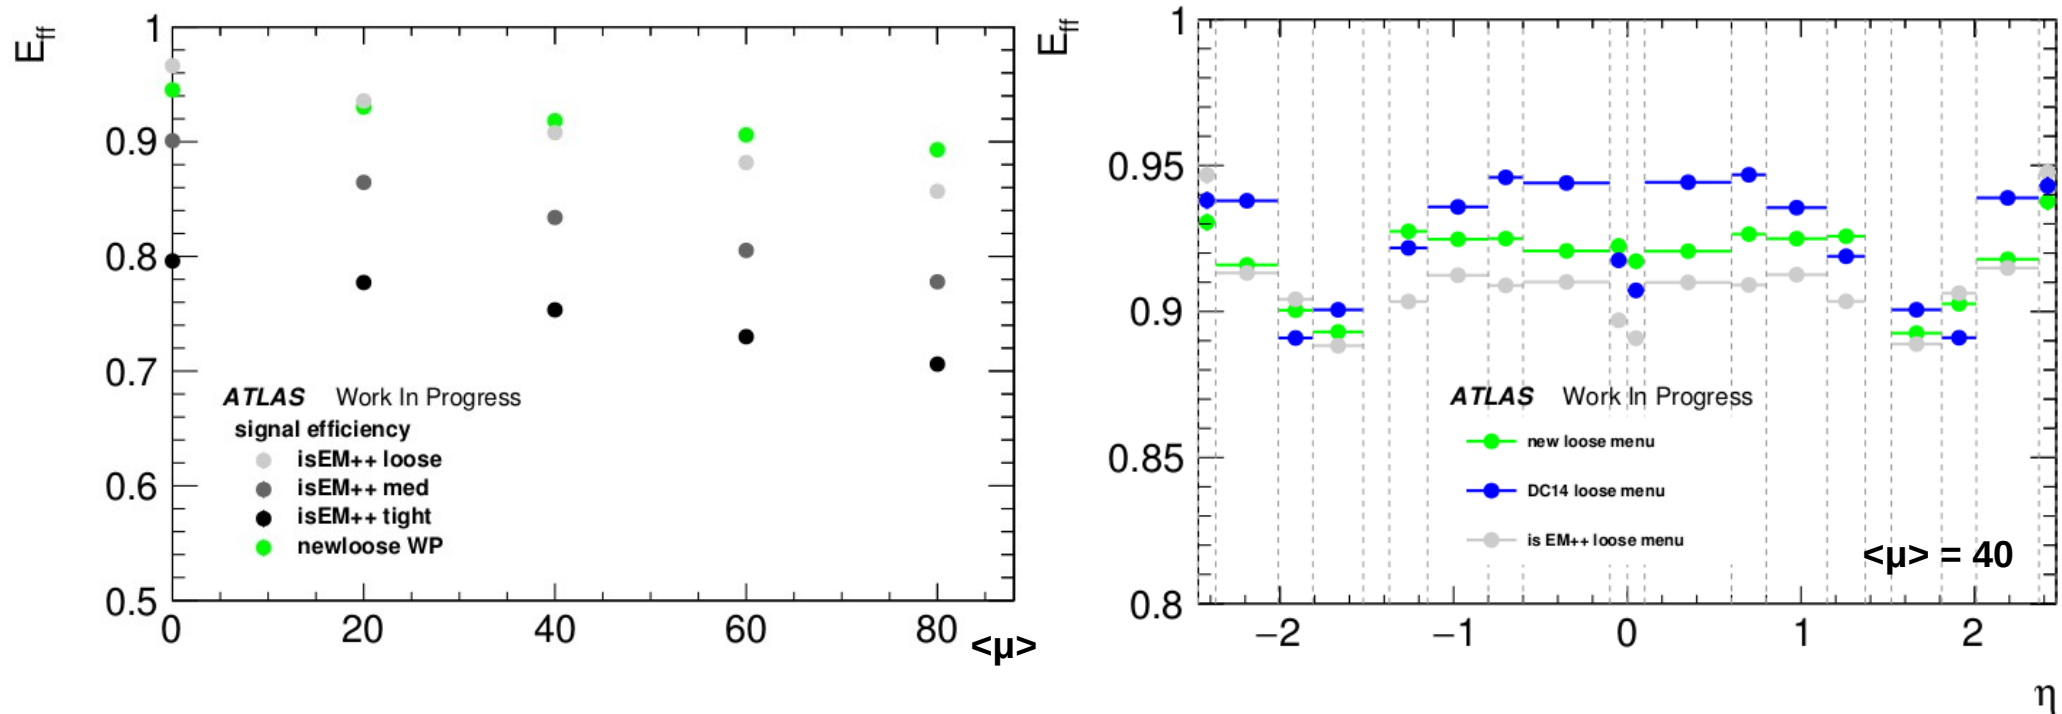 E_ff
1
0.9
0.8
0.7
0.6
0.5
0
20
40
60
80
<μ>
ATLAS Work In Progress
signal efficiency
isEM++ loose
isEM++ med
isEM++ tight
newloose WP
E_ff
1
0.95
0.9
0.85
0.8
−2
−1
0
1
2
η
ATLAS Work In Progress
new loose menu
DC14 loose menu
is EM++ loose menu
<μ> = 40